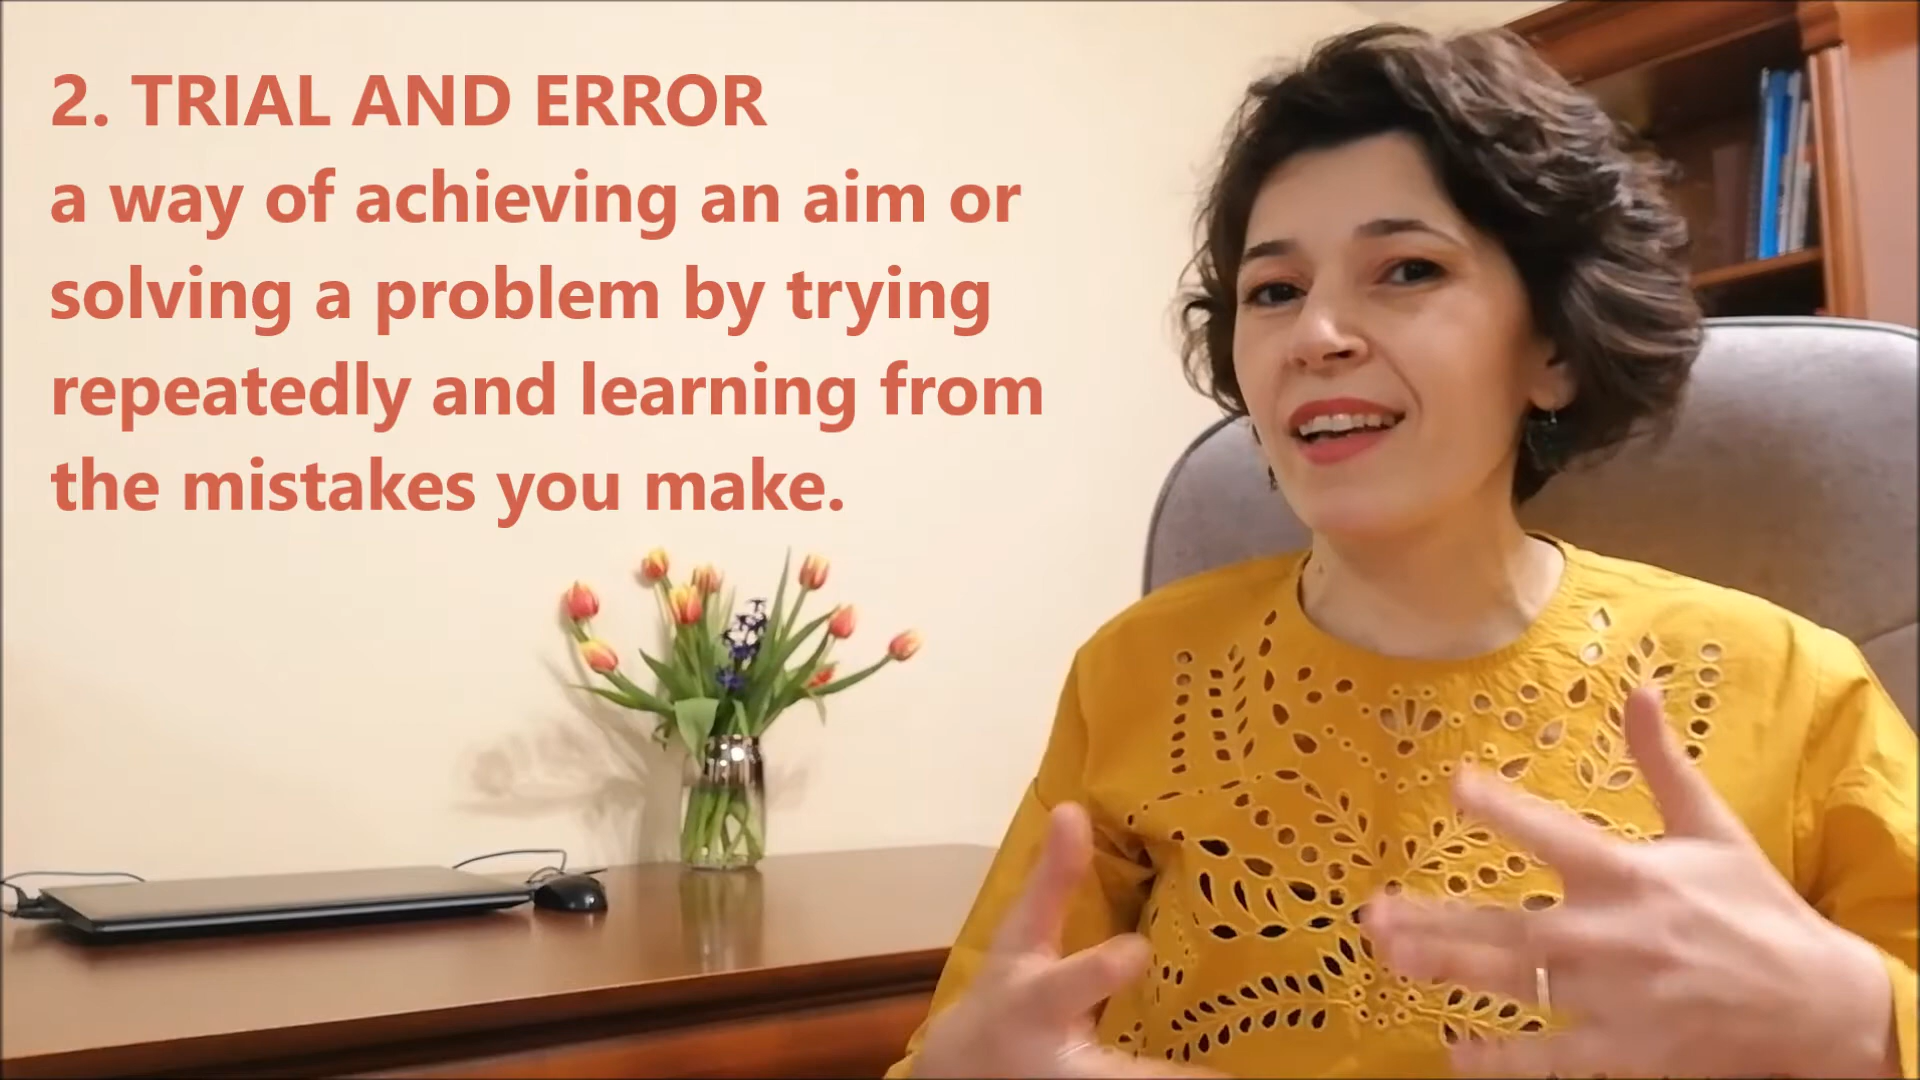 2. TRIAL AND ERROR
a way of achieving an aim or
solving a problem by trying
repeatedly and learning from
the mistakes you make.